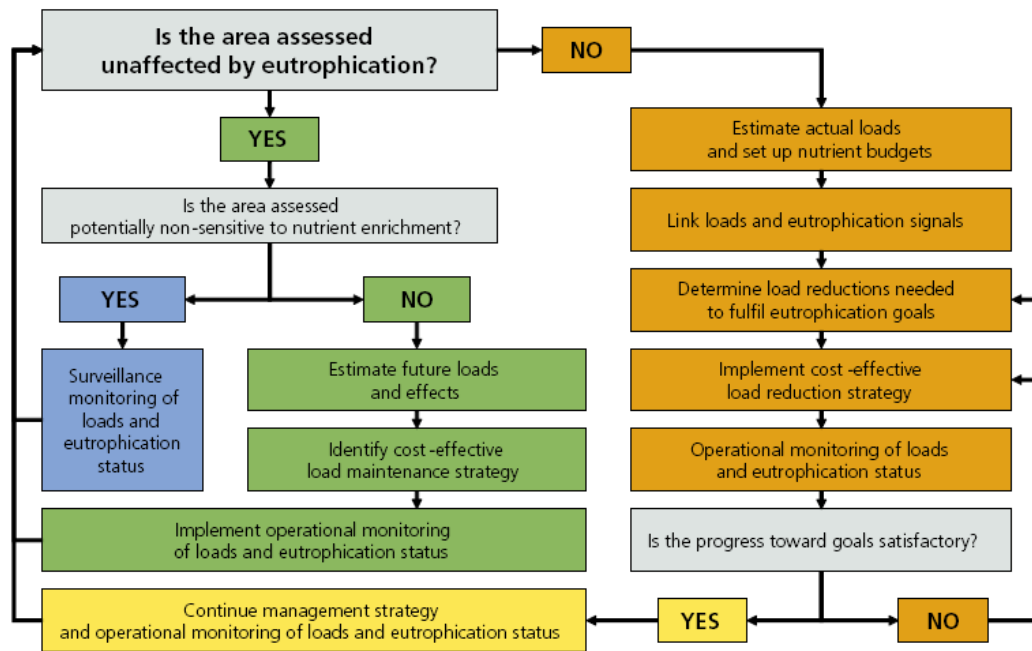 Is the area assessed
unaffected by eutrophication?
NO
YES
Estimate actual loads
and set up nutrient budgets
Is the area assessed
potentially non-sensitive to nutrient enrichment?
Link loads and eutrophication signals
YES
NO
Determine load reductions needed
to fulfil eutrophication goals
Surveillance
monitoring of
loads and
eutrophication
status
Estimate future loads
and effects
Implement cost-effective
load reduction strategy
Identify cost-effective
load maintenance strategy
Operational monitoring of loads
and eutrophication status
Implement operational monitoring
of loads and eutrophication status
Is the progress toward goals satisfactory?
Continue management strategy
and operational monitoring of loads and eutrophication status
YES
NO